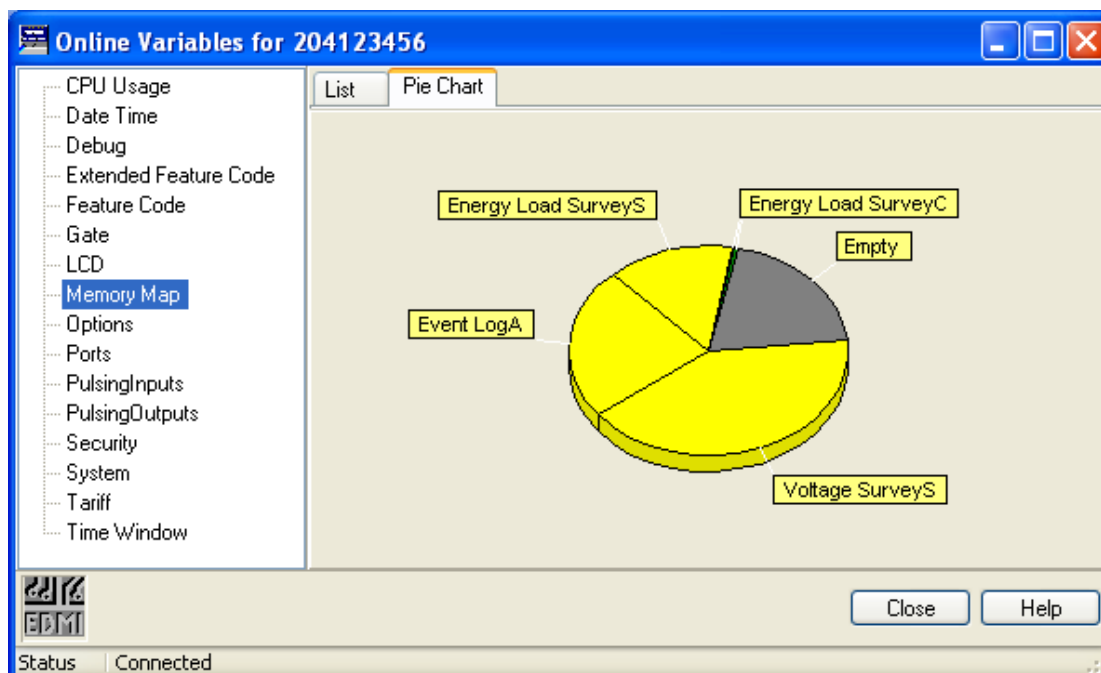 Online Variables for 204123456
CPU Usage
Date Time
Debug
Extended Feature Code
Feature Code
Gate
LCD
Memory Map
Options
Ports
PulsingInputs
PulsingOutputs
Security
System
Tariff
Time Window
List
Pie Chart
Energy Load SurveyS
Energy Load SurveyC
Empty
Event LogA
Voltage SurveyS
EDMI
Close
Help
Status
Connected